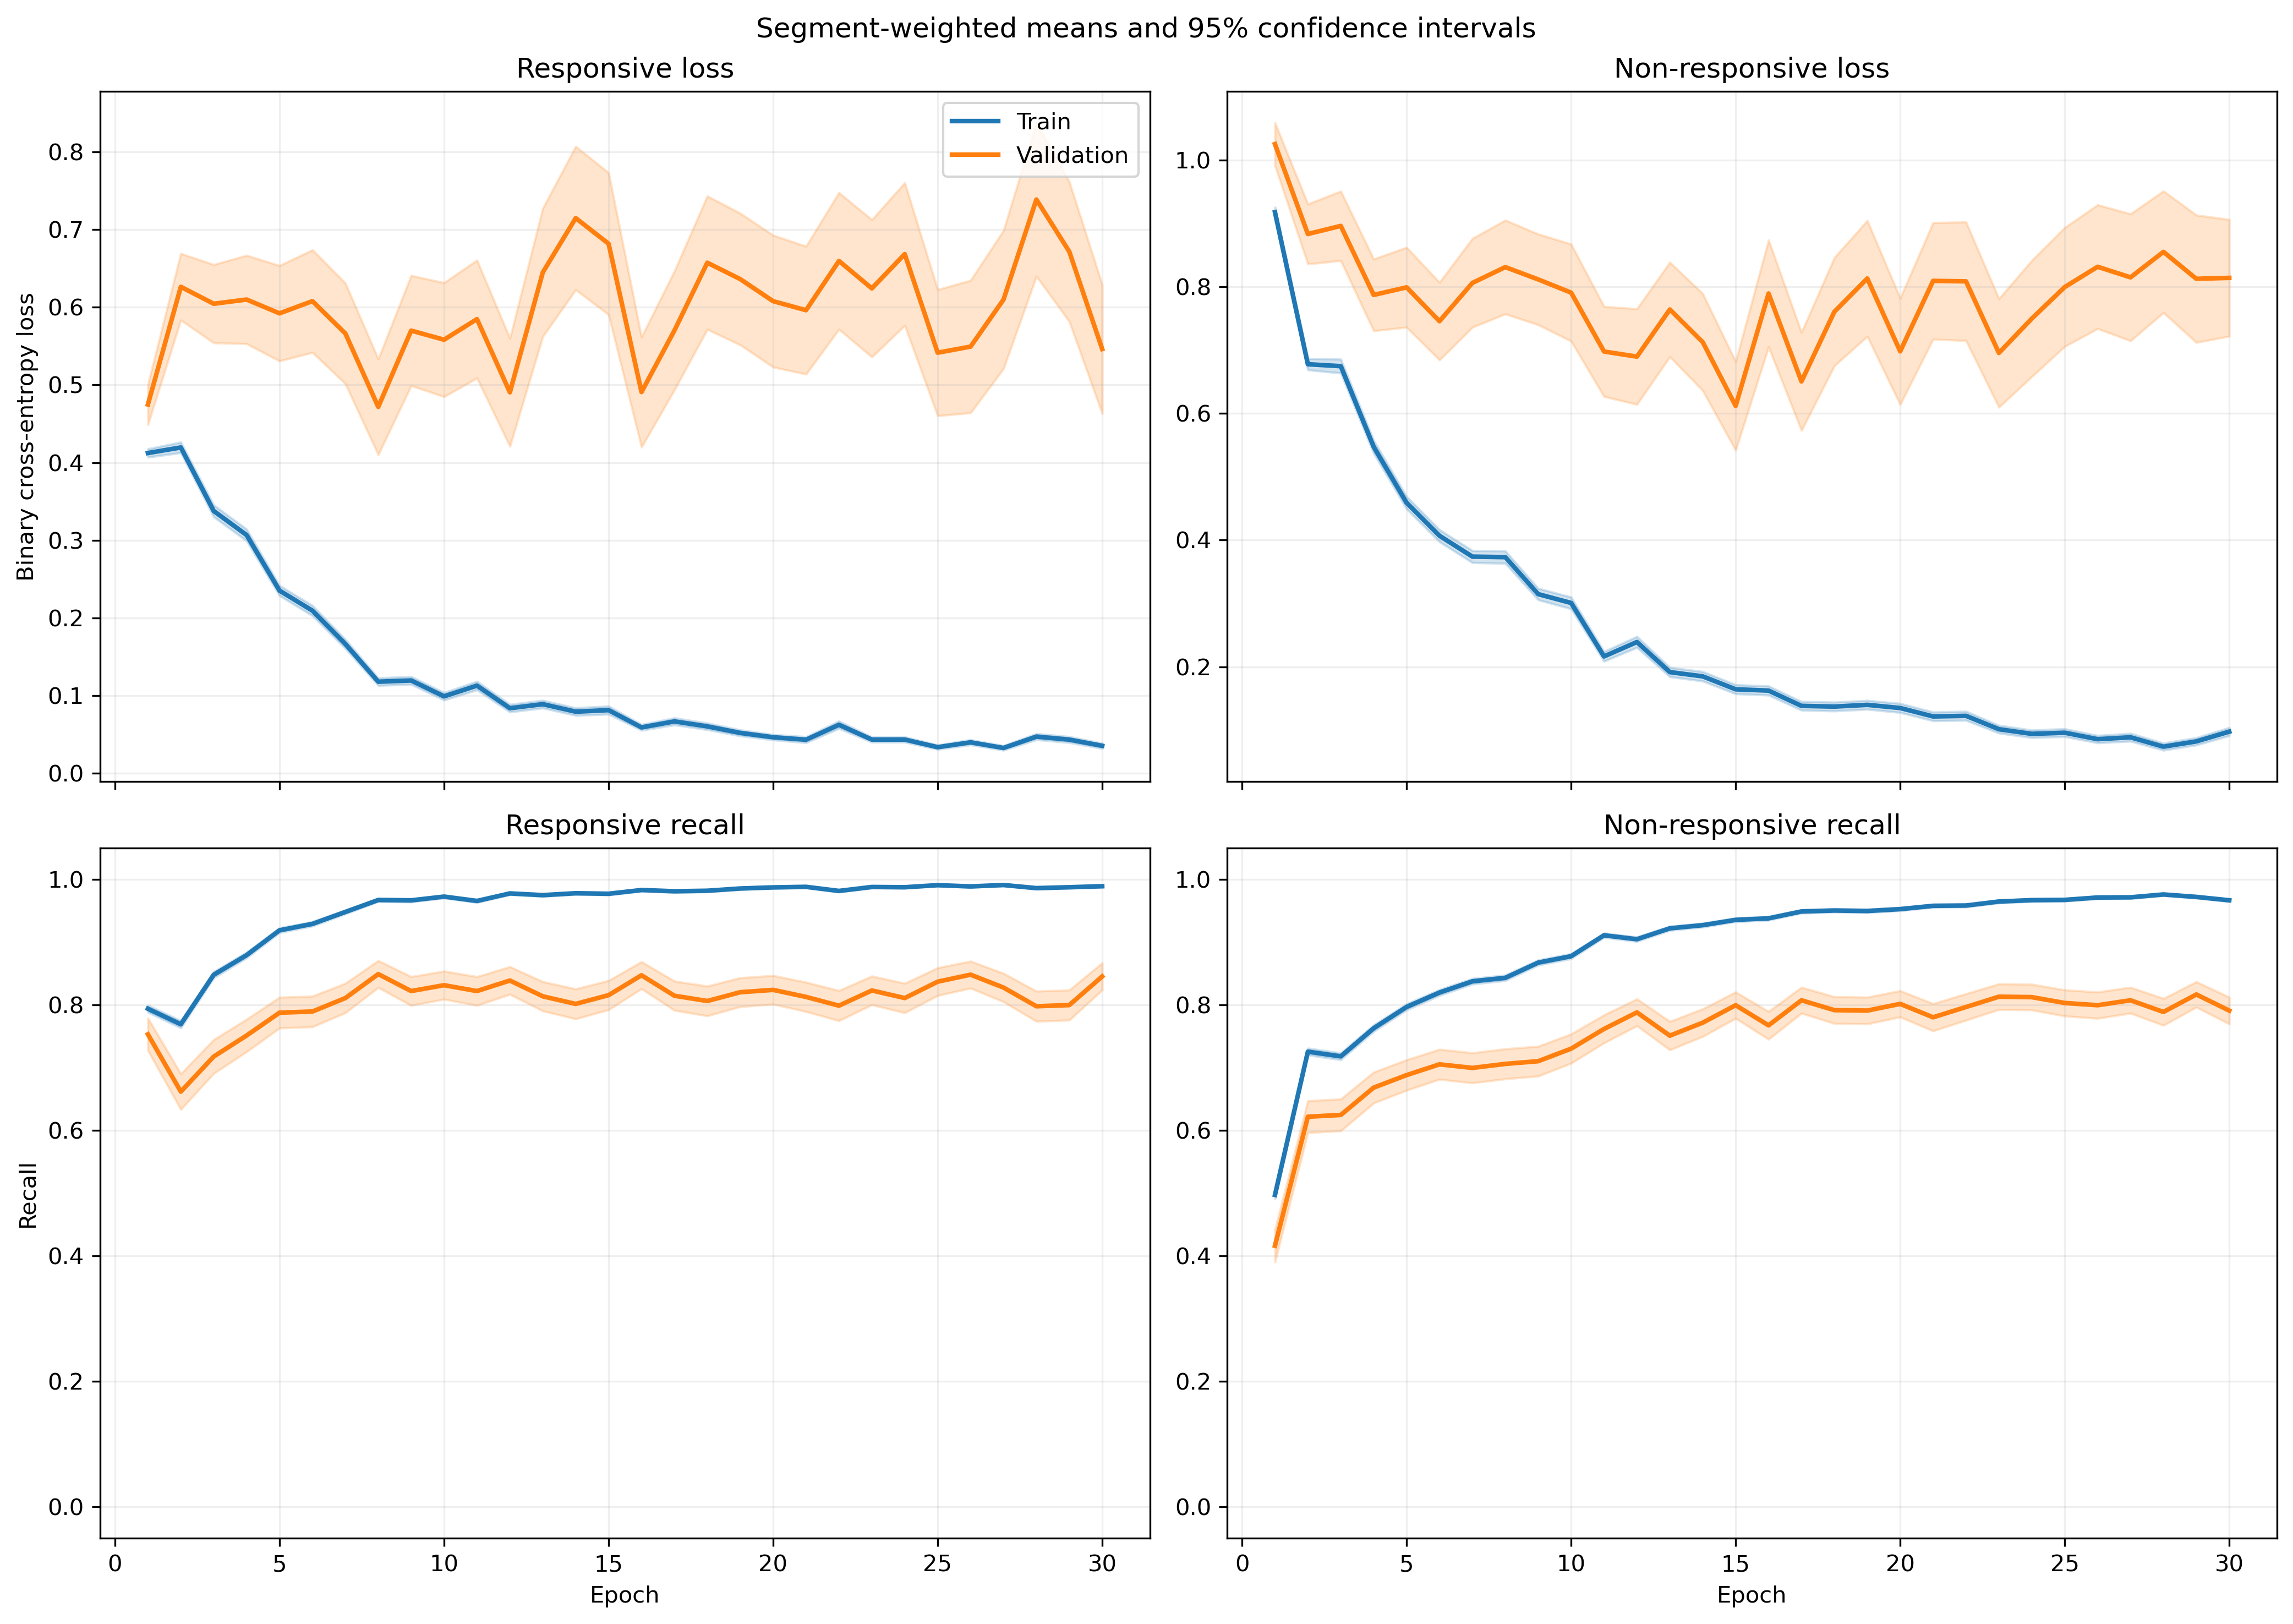 Segment-weighted means and 95% confidence intervals
Responsive loss
Non-responsive loss
Train
Validation
Binary cross-entropy loss
0.8
0.7
0.6
0.5
0.4
0.3
0.2
0.1
0.0
1.0
0.8
0.6
0.4
0.2
Responsive recall
Non-responsive recall
Recall
1.0
0.8
0.6
0.4
0.2
0.0
0 5 10 15 20 25 30
Epoch
1.0
0.8
0.6
0.4
0.2
0.0
0 5 10 15 20 25 30
Epoch